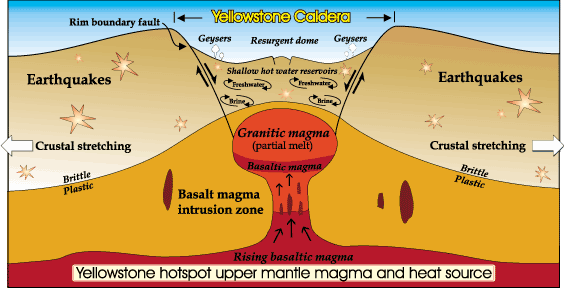 Yellowstone Caldera
Rim boundary fault
Geysers
Resurgent dome
Geysers
Shallow hot water reservoirs
Earthquakes
Earthquakes
Freshwater
Freshwater
Brine
Brine
Granitic magma
(partial melt)
Crustal stretching
Crustal stretching
Basaltic magma
Brittle
Plastic
Brittle
Plastic
Basalt magma
intrusion zone
Rising basaltic magma
Yellowstone hotspot upper mantle magma and heat source